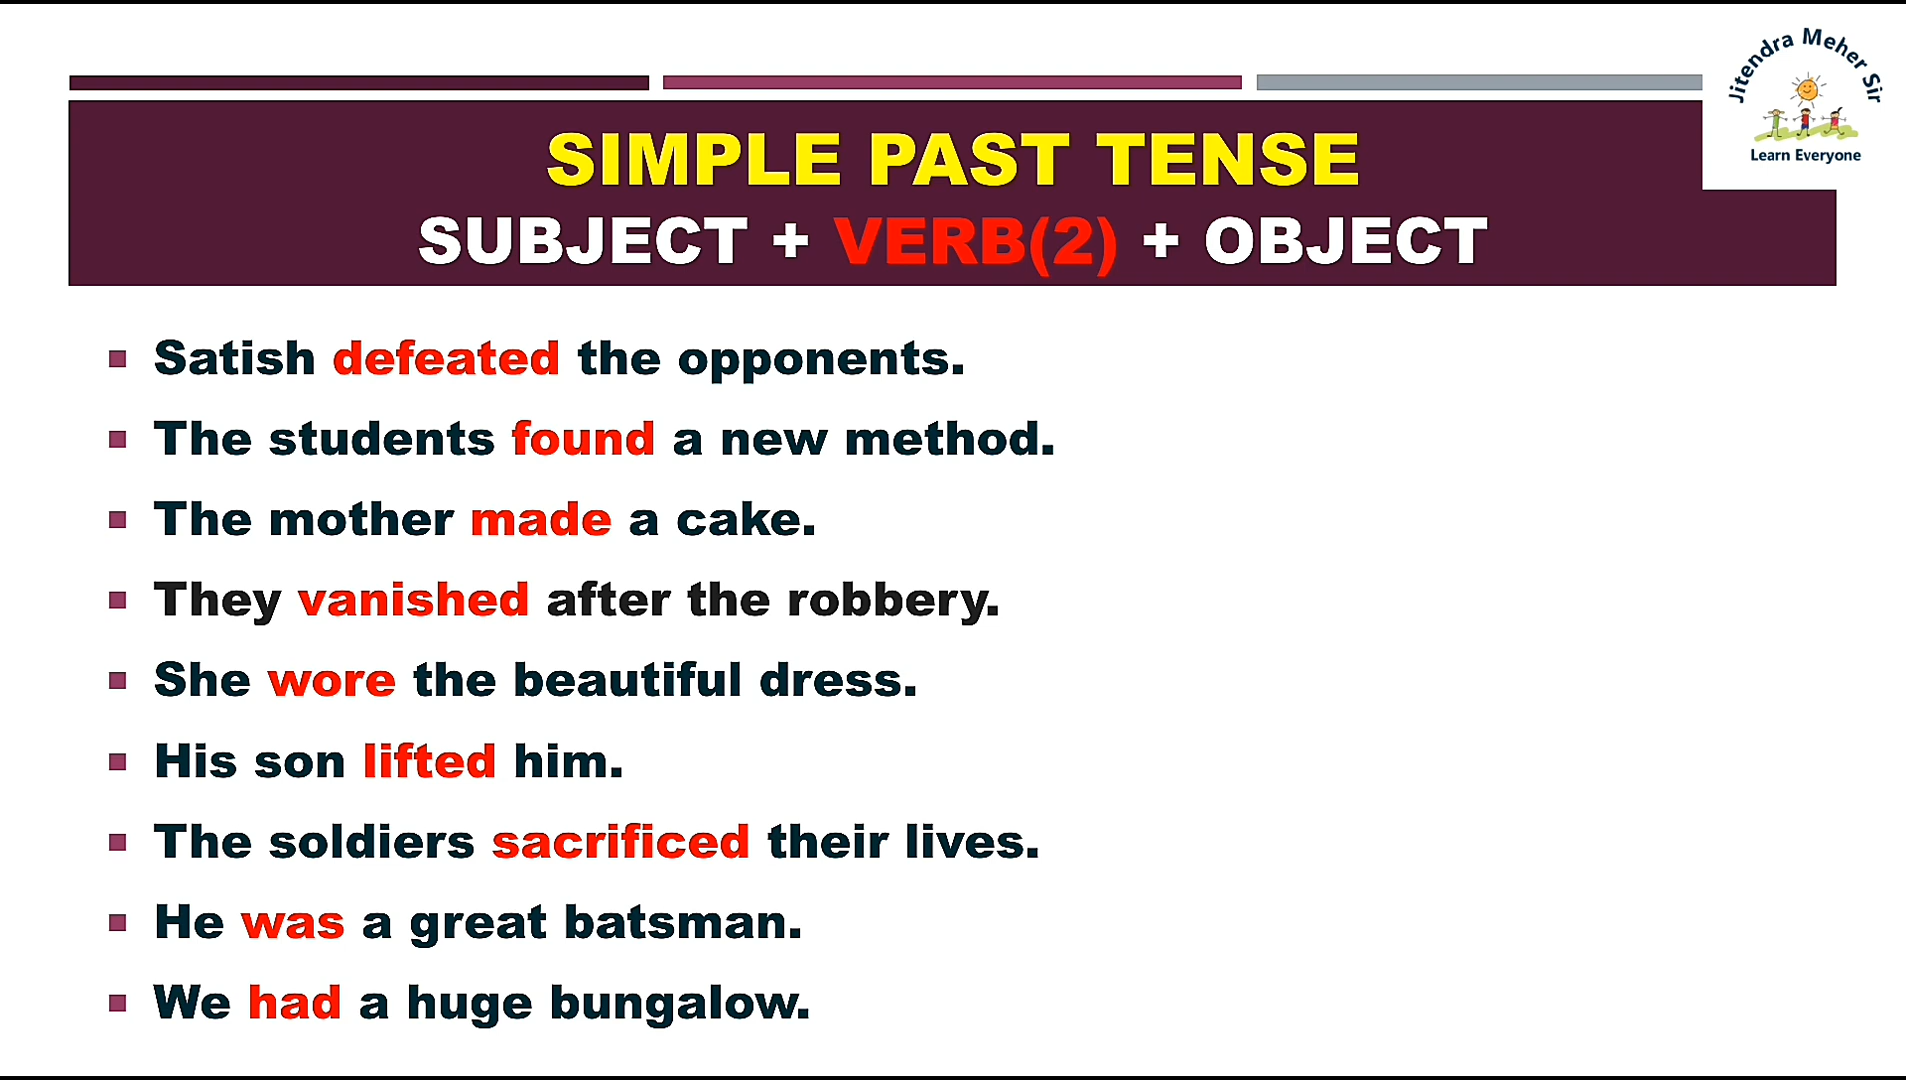 Jitendra Meher Sir
Learn Everyone
SIMPLE PAST TENSE
SUBJECT + VERB(2) + OBJECT
Satish defeated the opponents.
The students found a new method.
The mother made a cake.
They vanished after the robbery.
She wore the beautiful dress.
His son lifted him.
The soldiers sacrificed their lives.
He was a great batsman.
We had a huge bungalow.